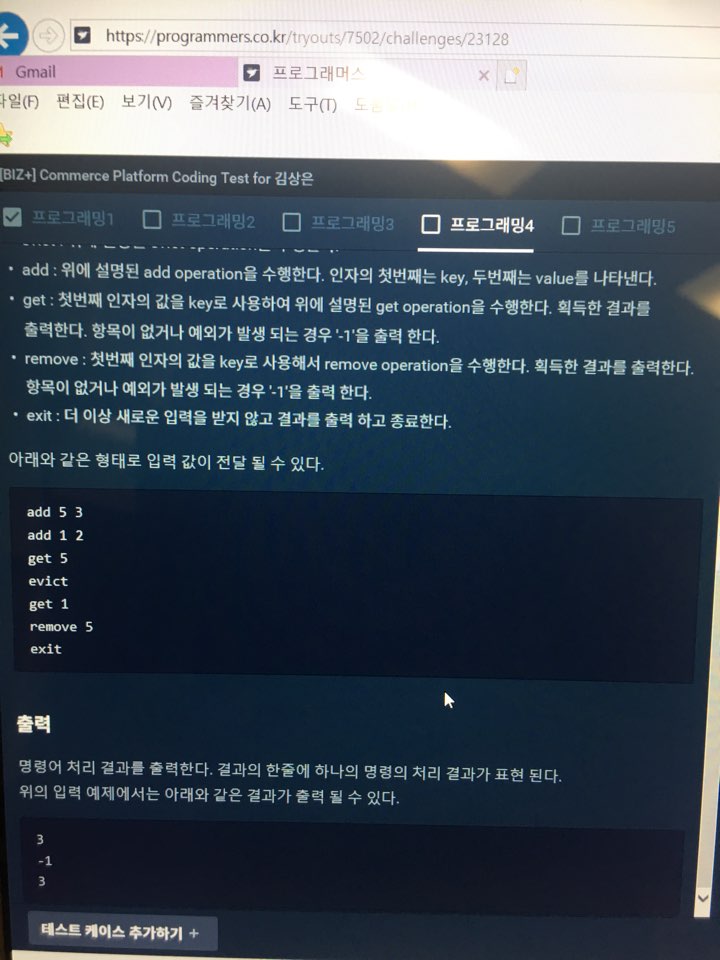 https://programmers.co.kr/tryouts/7502/challenges/23128
Gmail
프로그래머스
파일(F) 편집(E) 보기(V) 즐겨찾기(A) 도구(T)
[BIZ+] Commerce Platform Coding Test for 김상은
프로그래밍1 프로그래밍2 프로그래밍3 프로그래밍4 프로그래밍5
• add : 위에 설명된 add operation을 수행한다. 인자의 첫번째는 key, 두번째는 value를 나타낸다.
• get : 첫번째 인자의 값을 key로 사용하여 위에 설명된 get operation을 수행한다. 획득한 결과를
출력한다. 항목이 없거나 예외가 발생 되는 경우 '-1'을 출력 한다.
• remove : 첫번째 인자의 값을 key로 사용해서 remove operation을 수행한다. 획득한 결과를 출력한다.
항목이 없거나 예외가 발생 되는 경우 '-1'을 출력 한다.
• exit : 더 이상 새로운 입력을 받지 않고 결과를 출력 하고 종료한다.
아래와 같은 형태로 입력 값이 전달 될 수 있다.
add 5 3
add 1 2
get 5
evict
get 1
remove 5
exit
출력
명령어 처리 결과를 출력한다. 결과의 한줄에 하나의 명령의 처리 결과가 표현 된다.
위의 입력 예제에서는 아래와 같은 결과가 출력 될 수 있다.
3
-1
3
테스트 케이스 추가하기 +